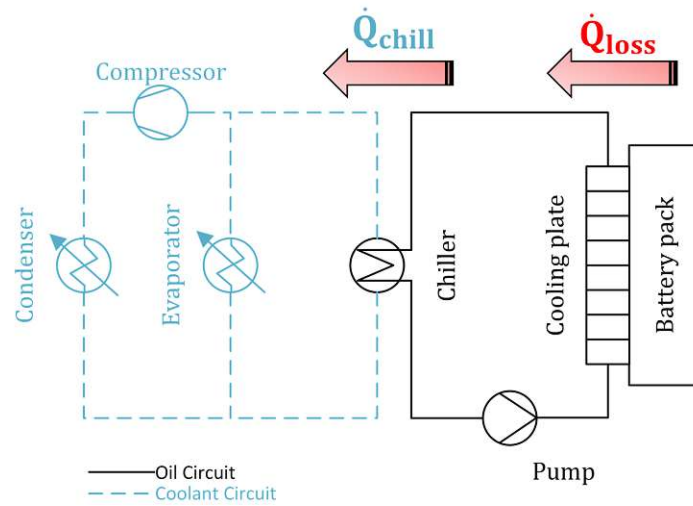 Q̇chill
Q̇loss
Compressor
Condenser
Evaporator
Chiller
Cooling plate
Battery pack
Pump
Oil Circuit
Coolant Circuit